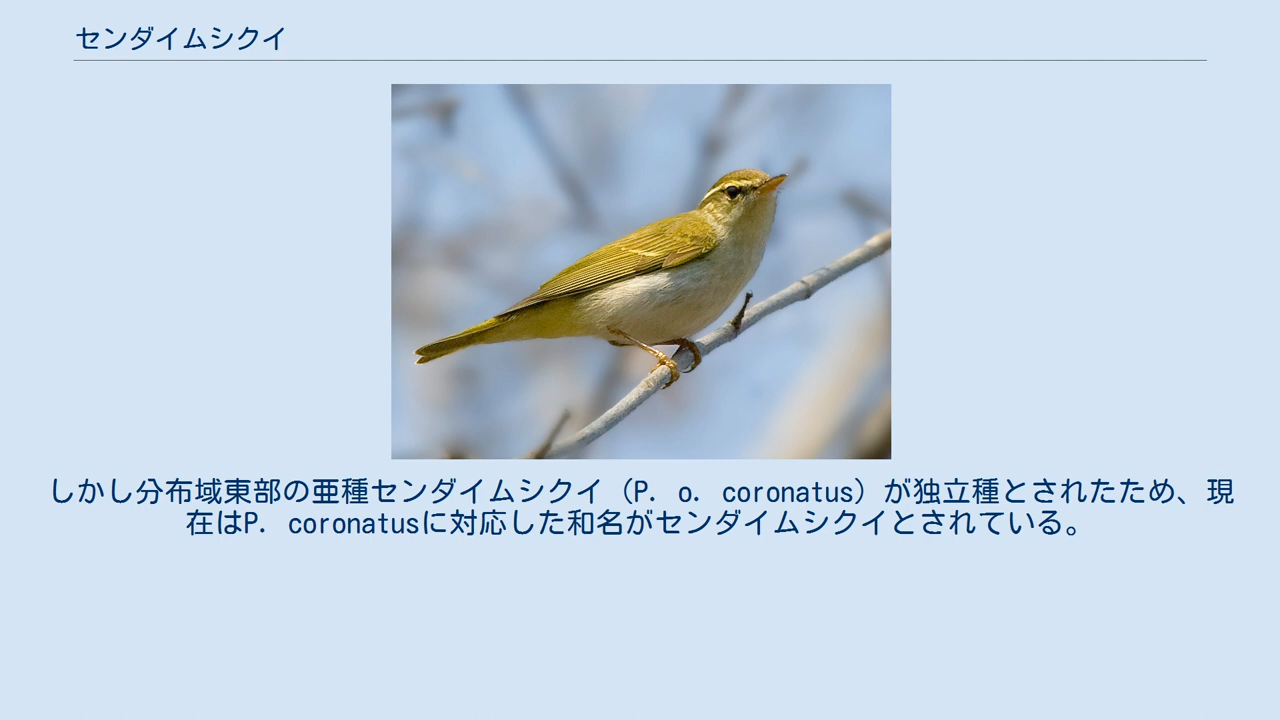 センダイムシクイ
しかし分布域東部の亜種センダイムシクイ（P. o. coronatus）が独立種とされたため、現
在はP. coronatusに対応した和名がセンダイムシクイとされている。